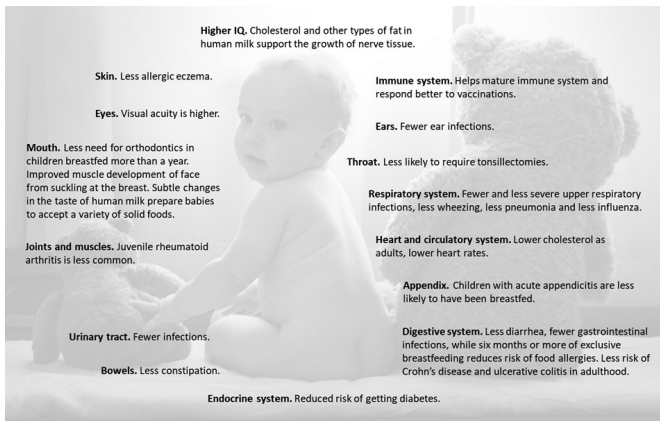 Higher IQ. Cholesterol and other types of fat in
human milk support the growth of nerve tissue.
Skin. Less allergic eczema.
Eyes. Visual acuity is higher.
Mouth. Less need for orthodontics in
children breastfed more than a year.
Improved muscle development of face
from suckling at the breast. Subtle changes
in the taste of human milk prepare babies
to accept a variety of solid foods.
Joints and muscles. Juvenile rheumatoid
arthritis is less common.
Urinary tract. Fewer infections.
Bowels. Less constipation.
Immune system. Helps mature immune system and
respond better to vaccinations.
Ears. Fewer ear infections.
Throat. Less likely to require tonsillectomies.
Respiratory system. Fewer and less severe upper respiratory
infections, less wheezing, less pneumonia and less influenza.
Heart and circulatory system. Lower cholesterol as
adults, lower heart rates.
Appendix. Children with acute appendicitis are less
likely to have been breastfed.
Digestive system. Less diarrhea, fewer gastrointestinal
infections, while six months or more of exclusive
breastfeeding reduces risk of food allergies. Less risk of
Crohn's disease and ulcerative colitis in adulthood.
Endocrine system. Reduced risk of getting diabetes.